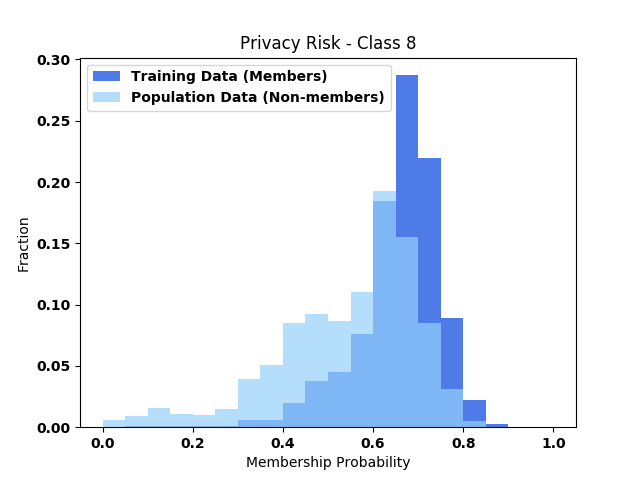 Privacy Risk - Class 8
Training Data (Members)
Population Data (Non-members)
Fraction
0.30
0.25
0.20
0.15
0.10
0.05
0.00
0.0 0.2 0.4 0.6 0.8 1.0
Membership Probability